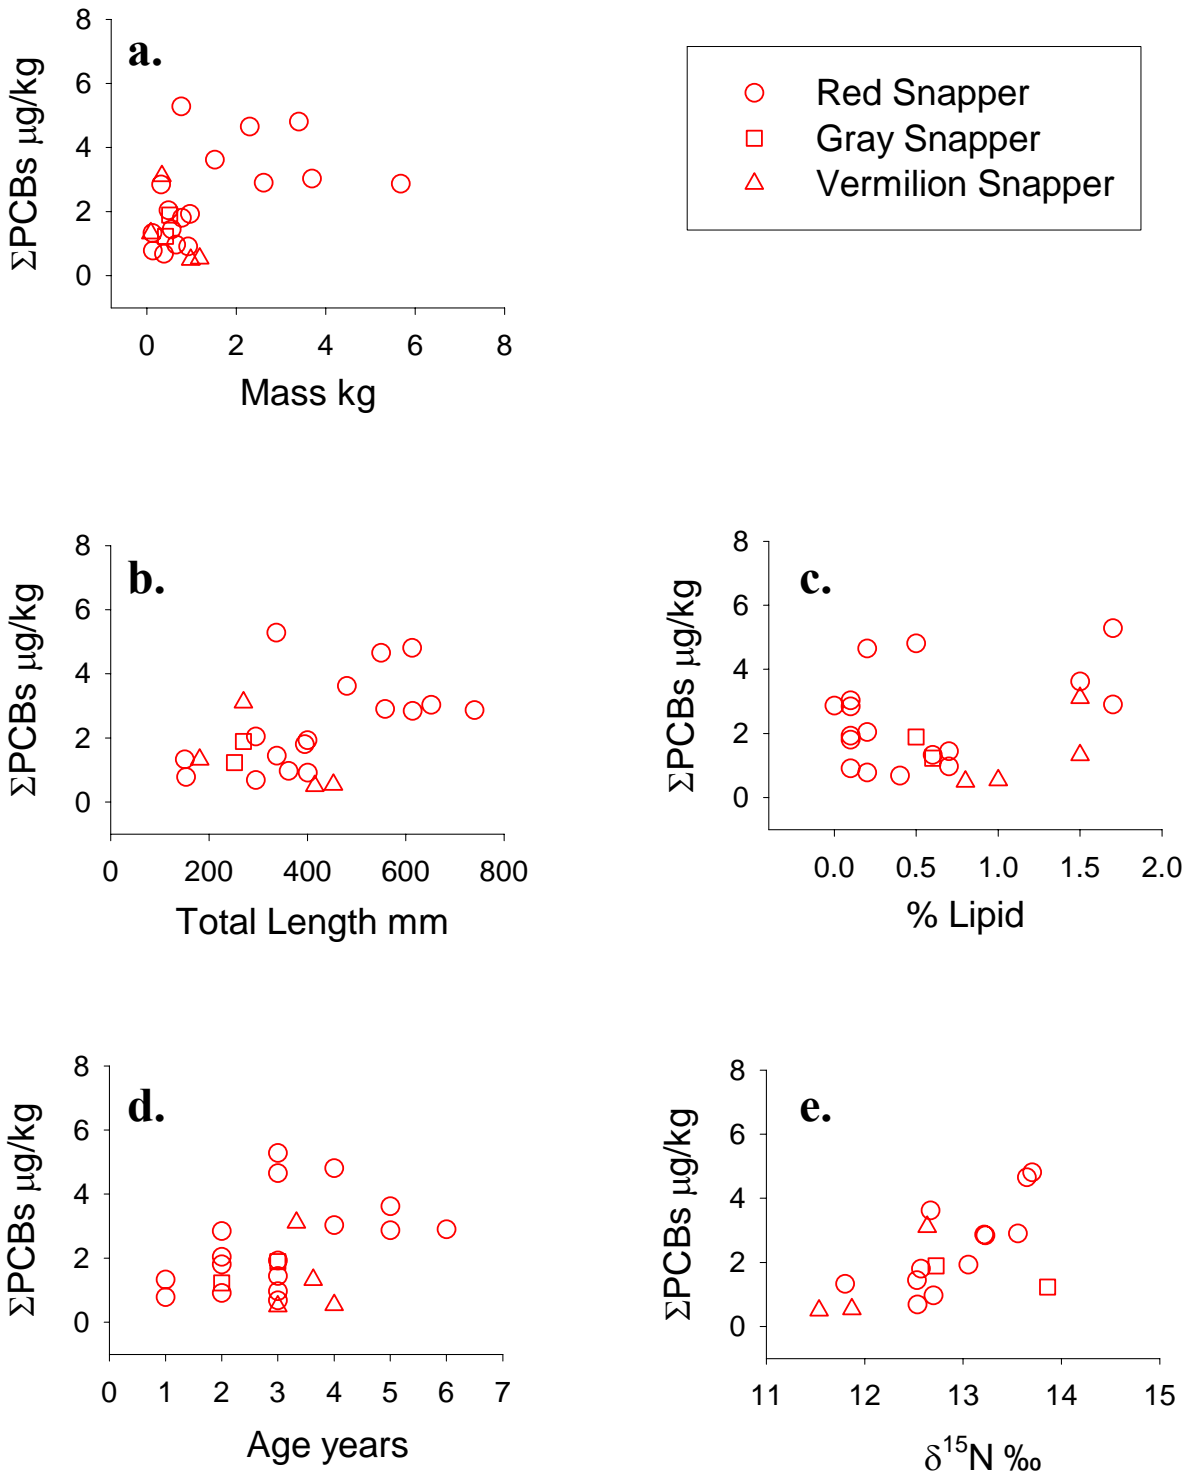 a.
ΣPCBs µg/kg
8
6
4
2
0
0 2 4 6 8
Mass kg
Red Snapper
Gray Snapper
Vermilion Snapper
b.
ΣPCBs µg/kg
8
6
4
2
0
0 200 400 600 800
Total Length mm
c.
ΣPCBs µg/kg
8
6
4
2
0
0.0 0.5 1.0 1.5 2.0
% Lipid
d.
ΣPCBs µg/kg
8
6
4
2
0
0 1 2 3 4 5 6 7
Age years
e.
ΣPCBs µg/kg
8
6
4
2
0
11 12 13 14 15
δ¹⁵N ‰